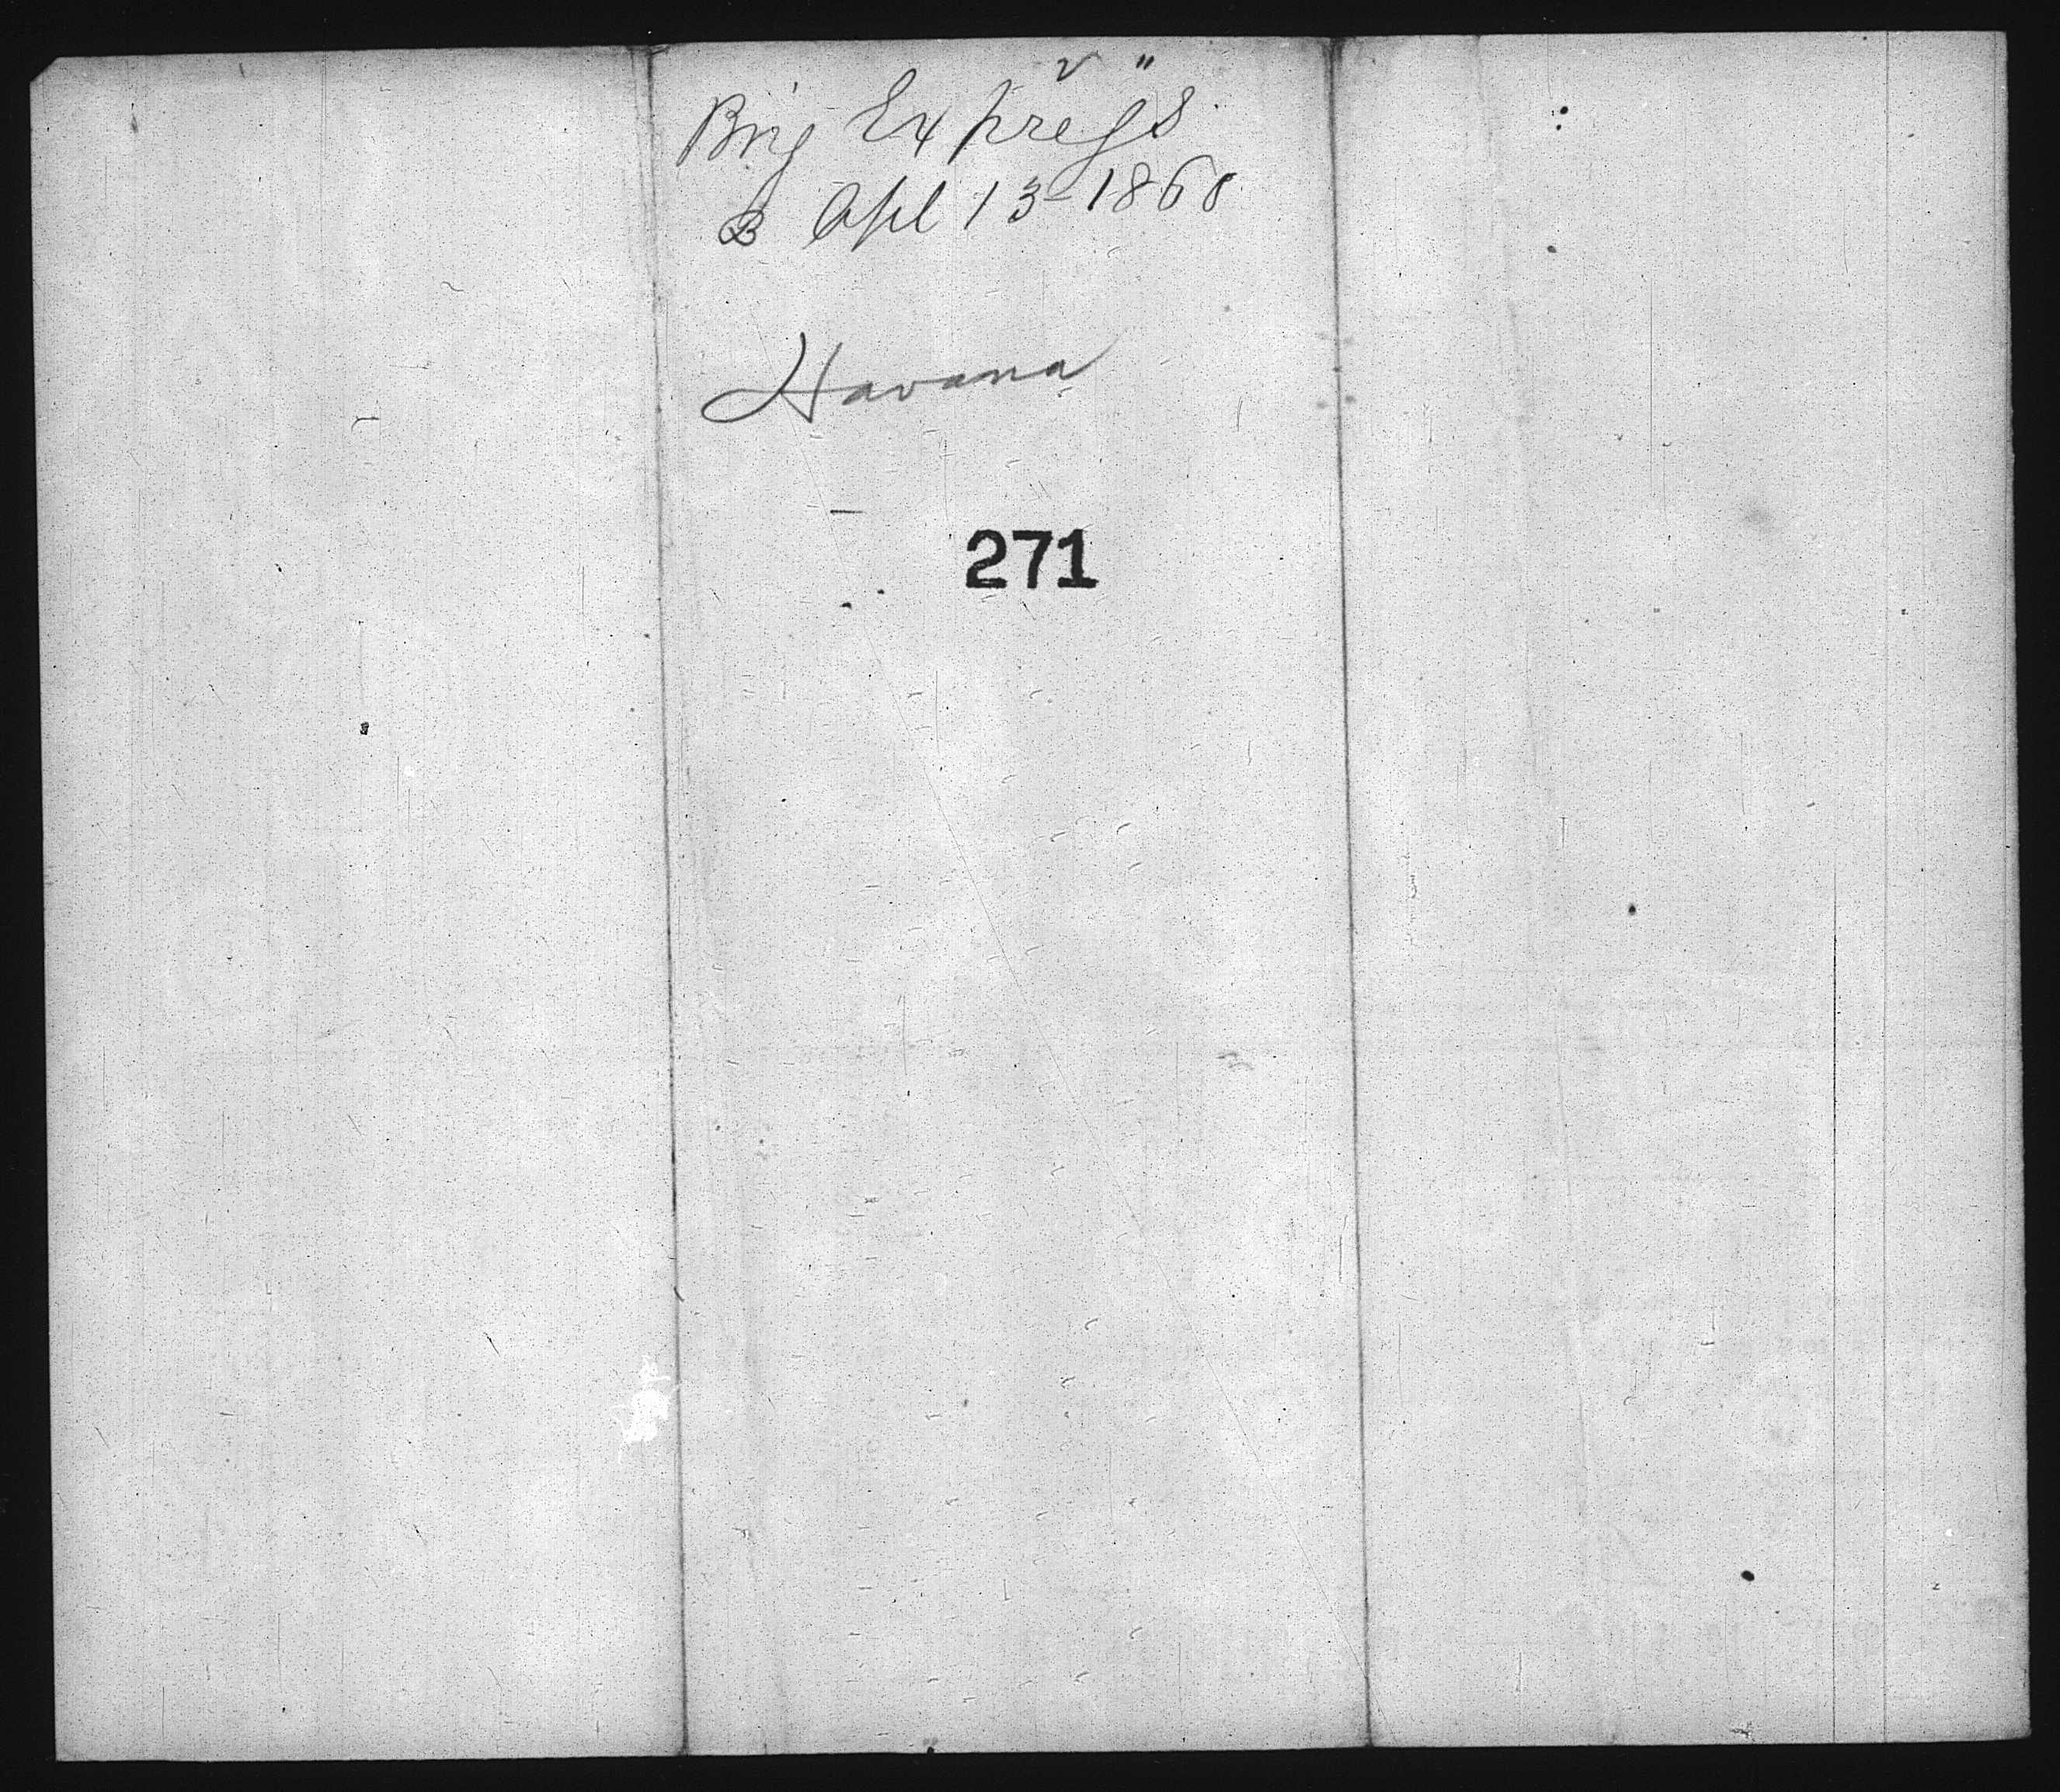 Brig Express
B Apl 13-1868
Havana
271